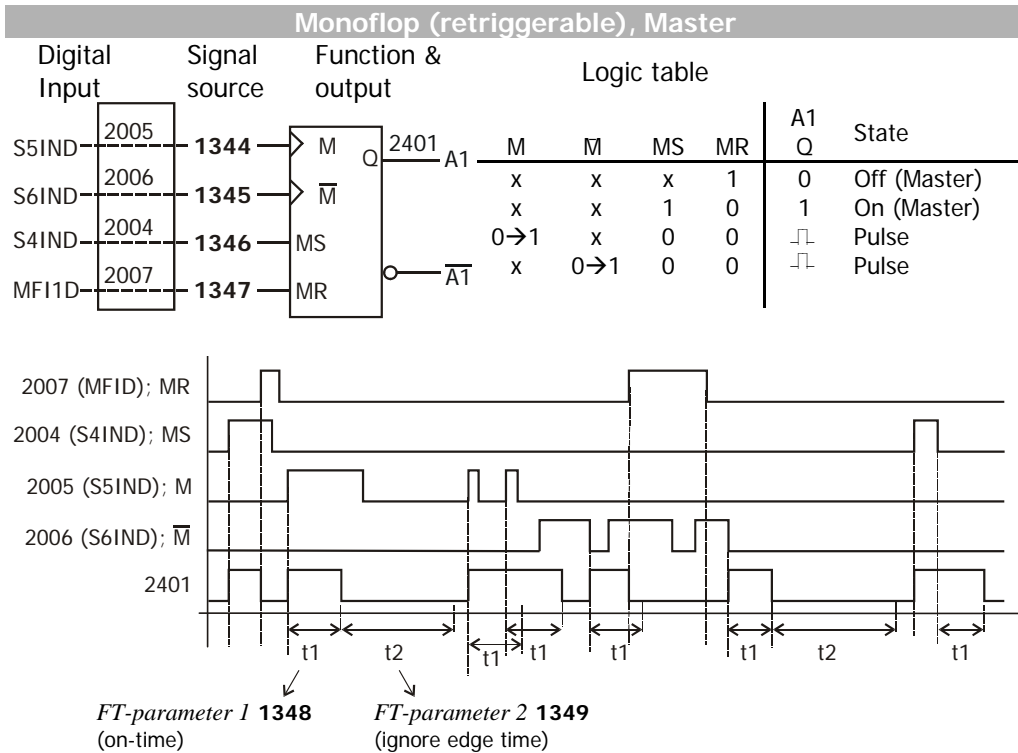 Monoflop (retriggerable), Master
Digital Input
Signal source
Function & output
Logic table
S5IND 2005 1344 M
S6IND 2006 1345 M̅
S4IND 2004 1346 MS
MFI1D 2007 1347 MR
Q 2401 A1
A̅1̅
M M̅ MS MR A1 Q State
x x x 1 0 Off (Master)
x x 1 0 1 On (Master)
0→1 x 0 0 Pulse
x 0→1 0 0 Pulse
2007 (MFID); MR
2004 (S4IND); MS
2005 (S5IND); M
2006 (S6IND); M̅
2401
t1 t2 t1 t1 t1 t1 t2 t1
FT-parameter 1 1348
(on-time)
FT-parameter 2 1349
(ignore edge time)